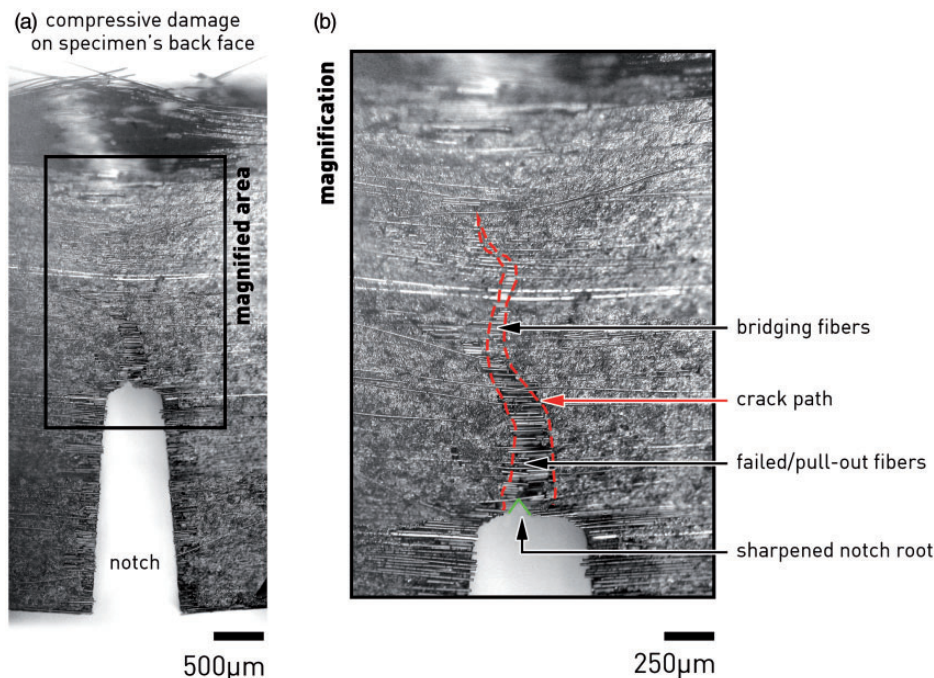 (a) compressive damage
on specimen's back face
magnified area
notch
500µm
(b)
magnification
bridging fibers
crack path
failed/pull-out fibers
sharpened notch root
250µm